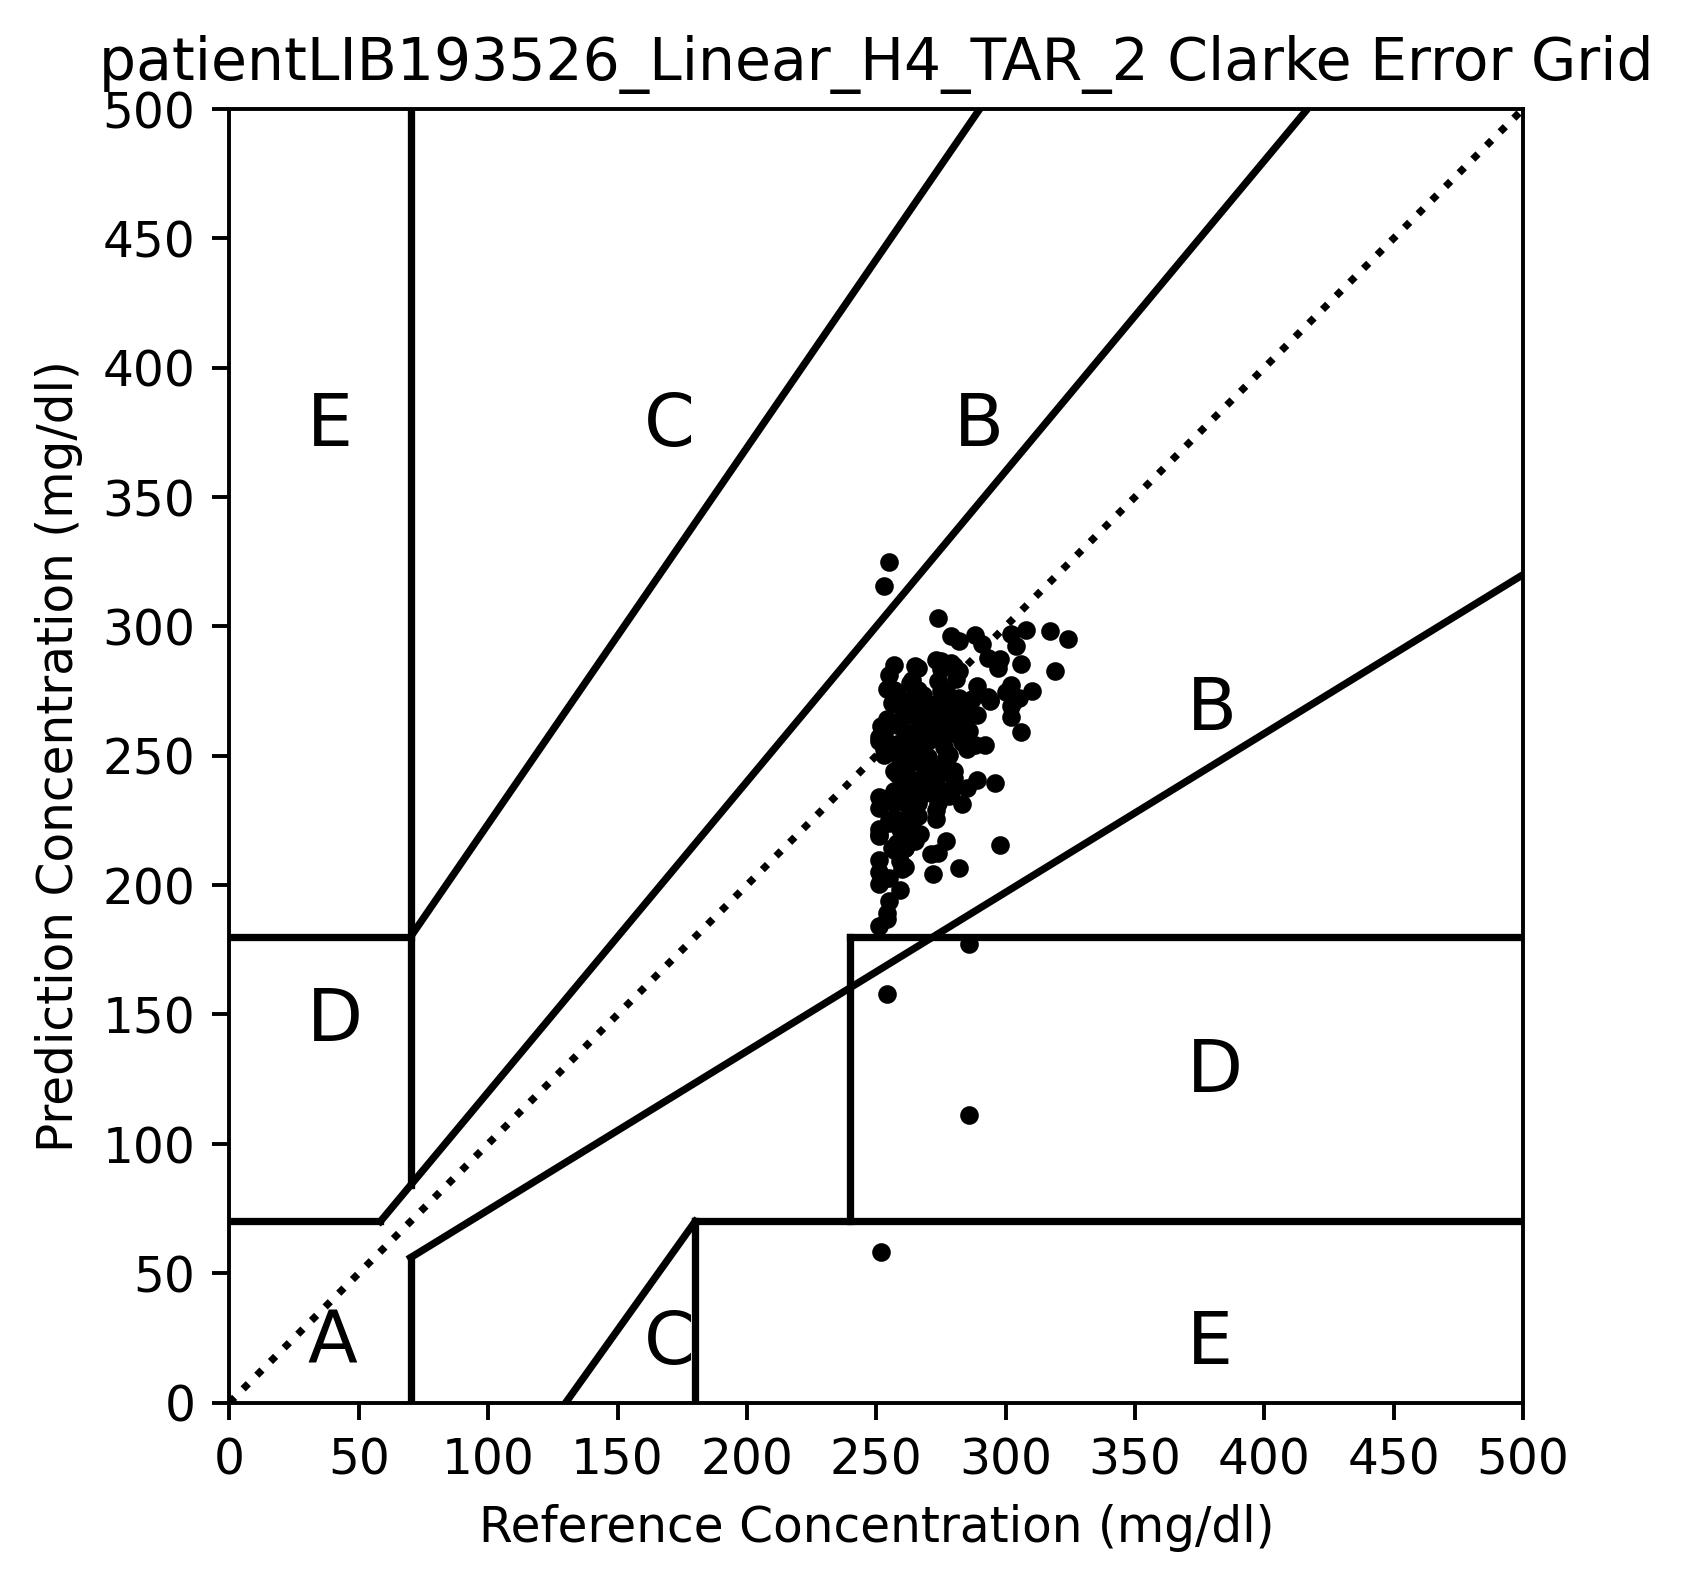 patientLIB193526_Linear_H4_TAR_2 Clarke Error Grid
500
450
400
350
300
250
200
150
100
50
0
Prediction Concentration (mg/dl)
E
C
B
B
D
D
A
C
E
0 50 100 150 200 250 300 350 400 450 500
Reference Concentration (mg/dl)